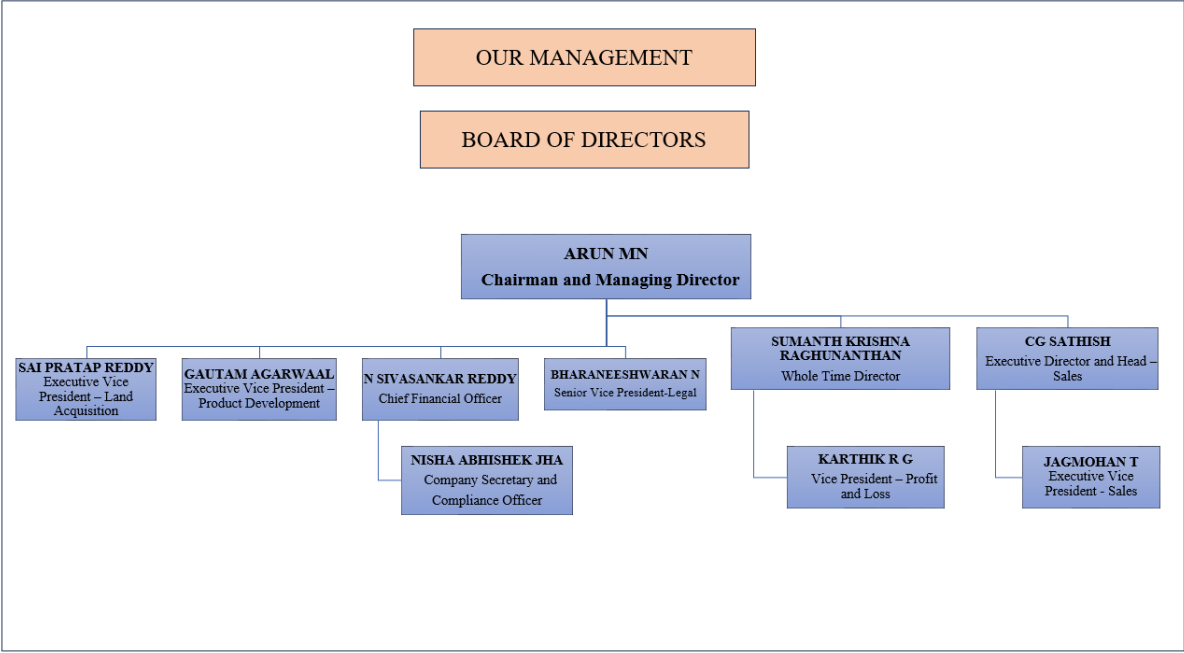 OUR MANAGEMENT
BOARD OF DIRECTORS
ARUN MN
Chairman and Managing Director
SAI PRATAP REDDY
Executive Vice
President – Land
Acquisition
GAUTAM AGARWAAL
Executive Vice President –
Product Development
N SIVASANKAR REDDY
Chief Financial Officer
BHARANEESHWARAN N
Senior Vice President-Legal
SUMANTH KRISHNA
RAGHUNANTHAN
Whole Time Director
CG SATHISH
Executive Director and Head –
Sales
NISHA ABHISHEK JHA
Company Secretary and
Compliance Officer
KARTHIK R G
Vice President – Profit
and Loss
JAGMOHAN T
Executive Vice
President - Sales